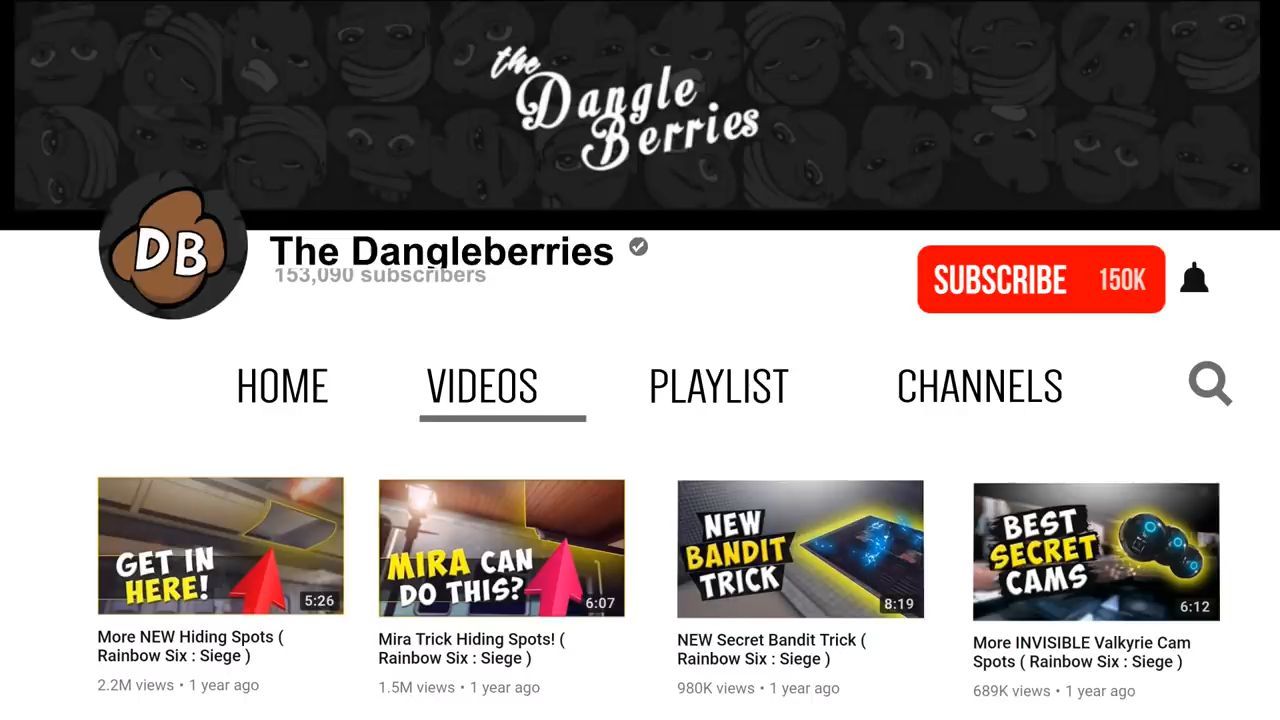 the
Dangle
Berries
DB
The Dangleberries
153,090 subscribers
SUBSCRIBE 150K
HOME VIDEOS PLAYLIST CHANNELS
GET IN
HERE!
5:26
More NEW Hiding Spots (
Rainbow Six : Siege )
2.2M views • 1 year ago
MIRA CAN
DO THIS?
6:07
Mira Trick Hiding Spots! (
Rainbow Six : Siege )
1.5M views • 1 year ago
NEW
BANDIT
TRICK
8:19
NEW Secret Bandit Trick (
Rainbow Six : Siege )
980K views • 1 year ago
BEST
SECRET
CAMS
6:12
More INVISIBLE Valkyrie Cam
Spots ( Rainbow Six : Siege )
689K views • 1 year ago